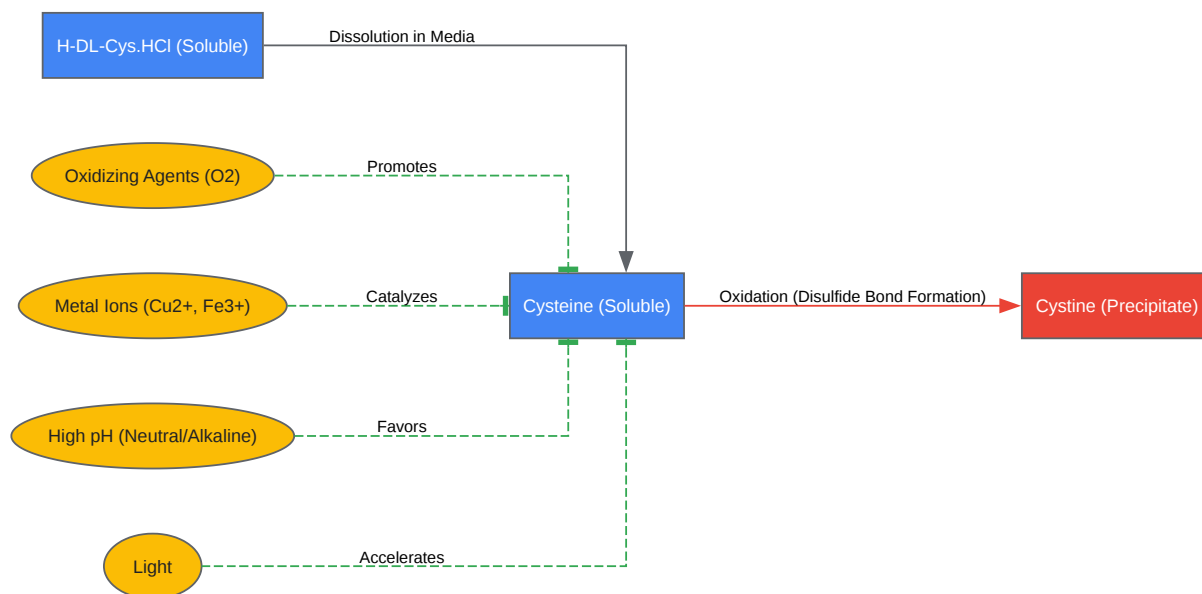 H-DL-Cys.HCl (Soluble)
Dissolution in Media
Oxidizing Agents (O2)
Promotes
Metal Ions (Cu2+, Fe3+)
Catalyzes
Cysteine (Soluble)
Oxidation (Disulfide Bond Formation)
Cystine (Precipitate)
High pH (Neutral/Alkaline)
Favors
Light
Accelerates